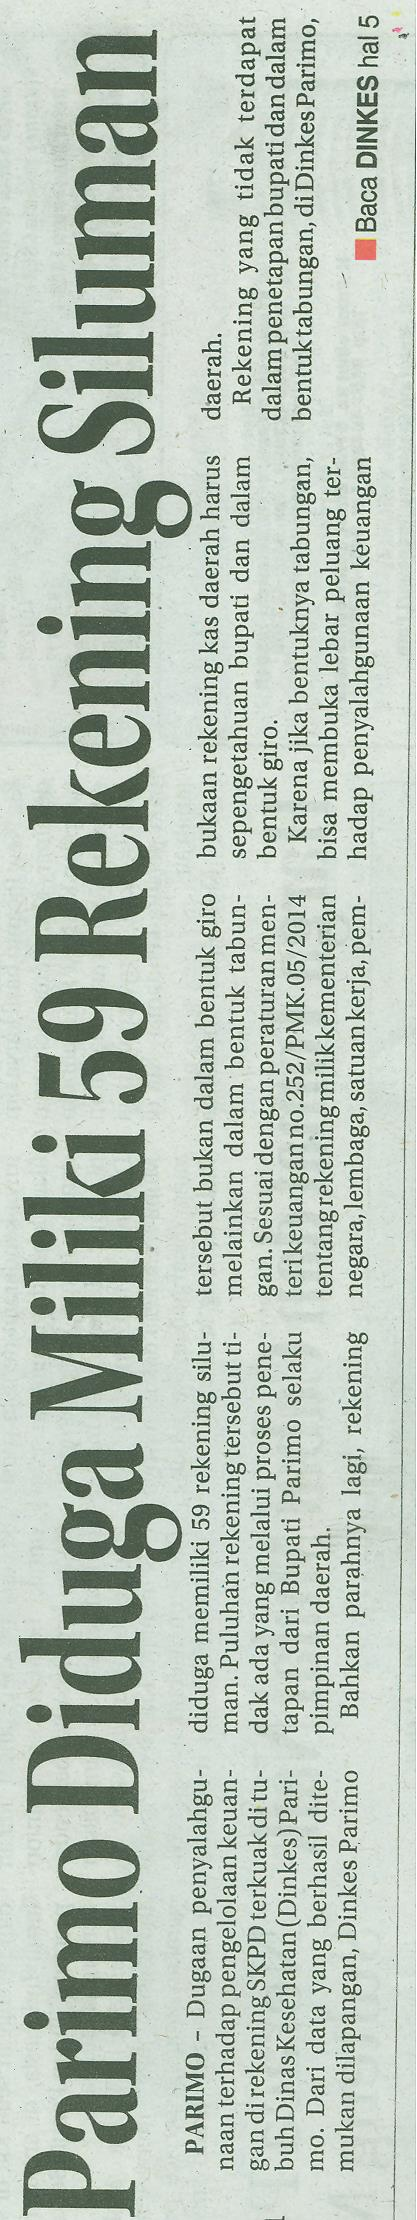 Parimo Diduga Miliki 59 Rekening Siluman
PARIMO – Dugaan penyalahgu-
naan terhadap pengelolaan keuan-
gan di rekening SKPD terkuak di tu-
buh Dinas Kesehatan (Dinkes) Pari-
mo. Dari data yang berhasil dite-
mukan dilapangan, Dinkes Parimo
diduga memiliki 59 rekening silu-
man. Puluhan rekening tersebut ti-
dak ada yang melalui proses pene-
tapan dari Bupati Parimo selaku
pimpinan daerah.
Bahkan parahnya lagi, rekening
tersebut bukan dalam bentuk giro
melainkan dalam bentuk tabun-
gan. Sesuai dengan peraturan men-
teri keuangan no.252/PMK.05/2014
tentang rekening milik kementerian
negara, lembaga, satuan kerja, pem-
bukaan rekening kas daerah harus
sepengetahuan bupati dan dalam
bentuk giro.
Karena jika bentuknya tabungan,
bisa membuka lebar peluang ter-
hadap penyalahgunaan keuangan
daerah.
Rekening yang tidak terdapat
dalam penetapan bupati dan dalam
bentuk tabungan, di Dinkes Parimo,
Baca DINKES hal 5